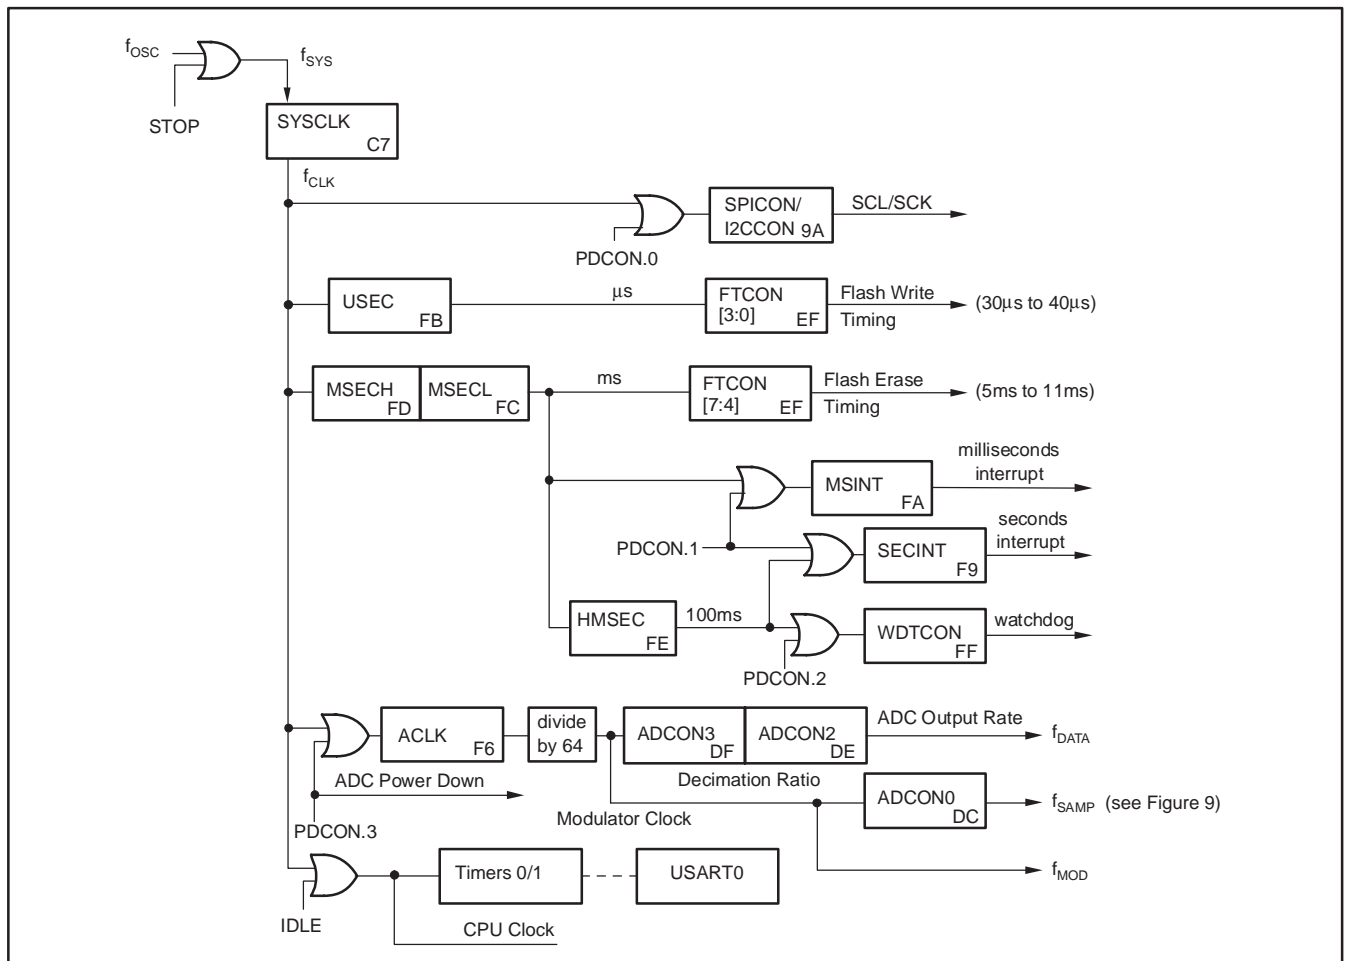 fOSC
fSYS
STOP
SYSCLK
C7
fCLK
SPICON/
I2CCON 9A
SCL/SCK
PDCON.0
USEC
FB
μs
FTCON
[3:0] EF
Flash Write
Timing
(30μs to 40μs)
MSECH
FD
MSECL
FC
ms
FTCON
[7:4] EF
Flash Erase
Timing
(5ms to 11ms)
milliseconds
interrupt
MSINT
FA
PDCON.1
seconds
interrupt
SECINT
F9
HMSEC
FE
100ms
WDTCON
FF
watchdog
PDCON.2
ACLK
F6
divide
by 64
ADCON3
DF
ADCON2
DE
ADC Output Rate
fDATA
ADC Power Down
Decimation Ratio
PDCON.3
Modulator Clock
ADCON0
DC
fSAMP (see Figure 9)
Timers 0/1
USART0
fMOD
IDLE
CPU Clock